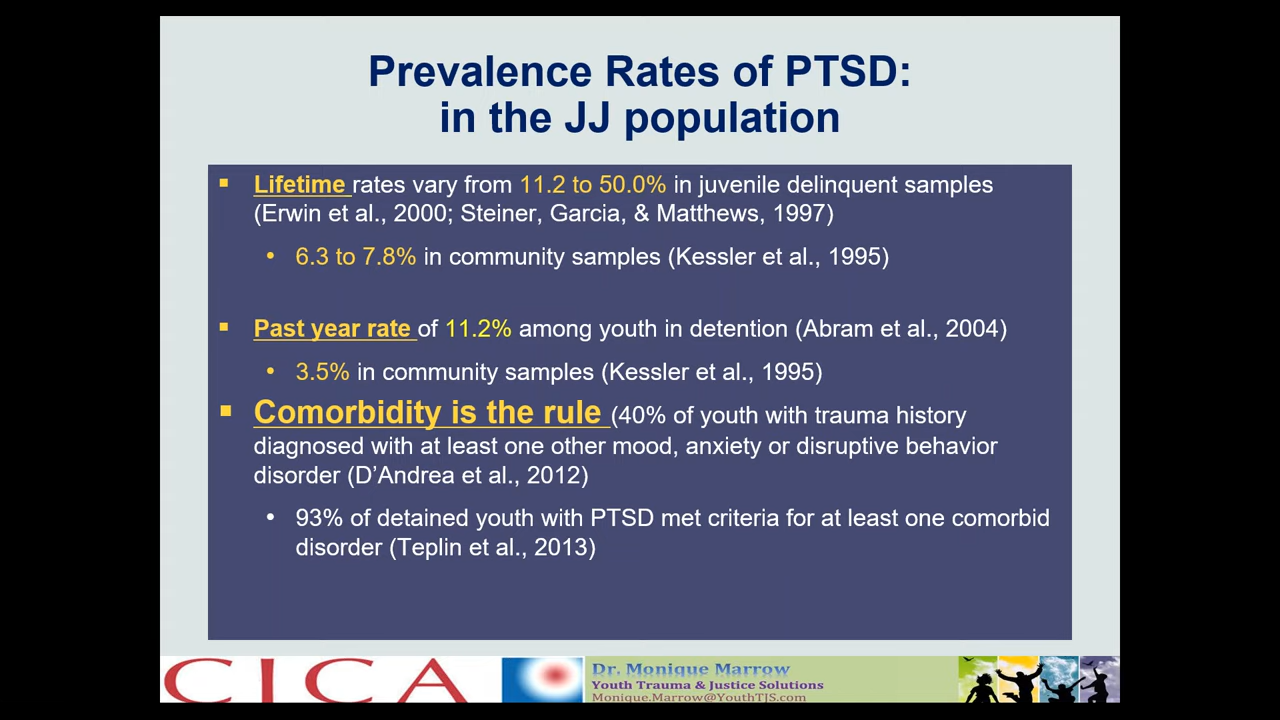 Prevalence Rates of PTSD:
in the JJ population
▪ Lifetime rates vary from 11.2 to 50.0% in juvenile delinquent samples
(Erwin et al., 2000; Steiner, Garcia, & Matthews, 1997)
• 6.3 to 7.8% in community samples (Kessler et al., 1995)
▪ Past year rate of 11.2% among youth in detention (Abram et al., 2004)
• 3.5% in community samples (Kessler et al., 1995)
▪ Comorbidity is the rule (40% of youth with trauma history
diagnosed with at least one other mood, anxiety or disruptive behavior
disorder (D’Andrea et al., 2012)
• 93% of detained youth with PTSD met criteria for at least one comorbid
disorder (Teplin et al., 2013)
CICA
Dr. Monique Marrow
Youth Trauma & Justice Solutions
Monique.Marrow@YouthTJS.com